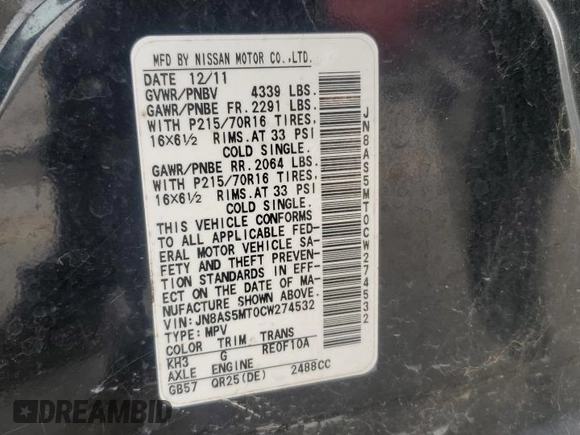 MFD BY NISSAN MOTOR CO.,LTD.
DATE 12/11
GVWR/PNBV 4339 LBS.
GAWR/PNBE FR. 2291 LBS.
WITH P215/70R16 TIRES,
16X6½ RIMS. AT 33 PSI
COLD SINGLE.
GAWR/PNBE RR. 2064 LBS.
WITH P215/70R16 TIRES,
16X6½ RIMS. AT 33 PSI
COLD SINGLE.
THIS VEHICLE CONFORMS
TO ALL APPLICABLE FED-
ERAL MOTOR VEHICLE SA-
FETY AND THEFT PREVEN-
TION STANDARDS IN EFF-
ECT ON THE DATE OF MA-
NUFACTURE SHOWN ABOVE.
VIN: JN8AS5MT0CW274532
TYPE: MPV
COLOR TRIM TRANS
KH3 G RE0F10A
AXLE ENGINE
GB57 QR25(DE) 2488CC
JN8AS5MT0CW274532
DREAMBID